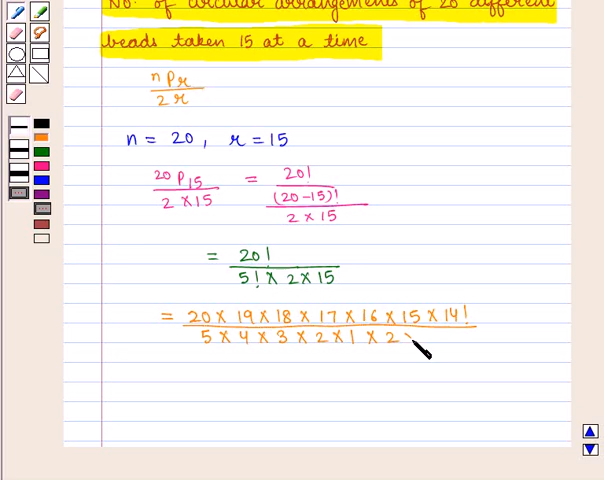 No. of circular arrangements of 20 different
beads taken 15 at a time
nPr / 2r
n = 20 , r = 15
20P15 / 2 × 15 = 20! / (20-15)! / 2 × 15
= 20! / 5! × 2 × 15
= 20 × 19 × 18 × 17 × 16 × 15 × 14! / 5 × 4 × 3 × 2 × 1 × 2